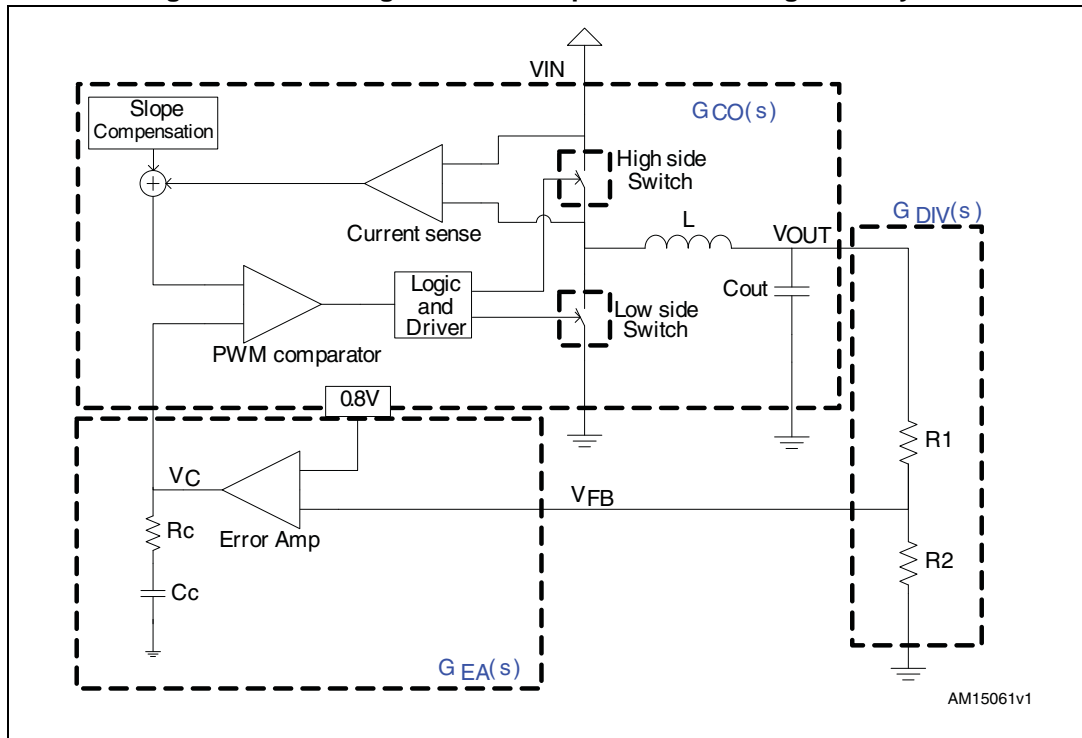 VIN
GCO(s)
Slope
Compensation
+
High side
Switch
Current sense
GDIV(s)
L
VOUT
Logic
and
Driver
Cout
Low side
Switch
PWM comparator
0.8V
R1
VC
VFB
Error Amp
Rc
R2
Cc
GEA(s)
AM15061v1